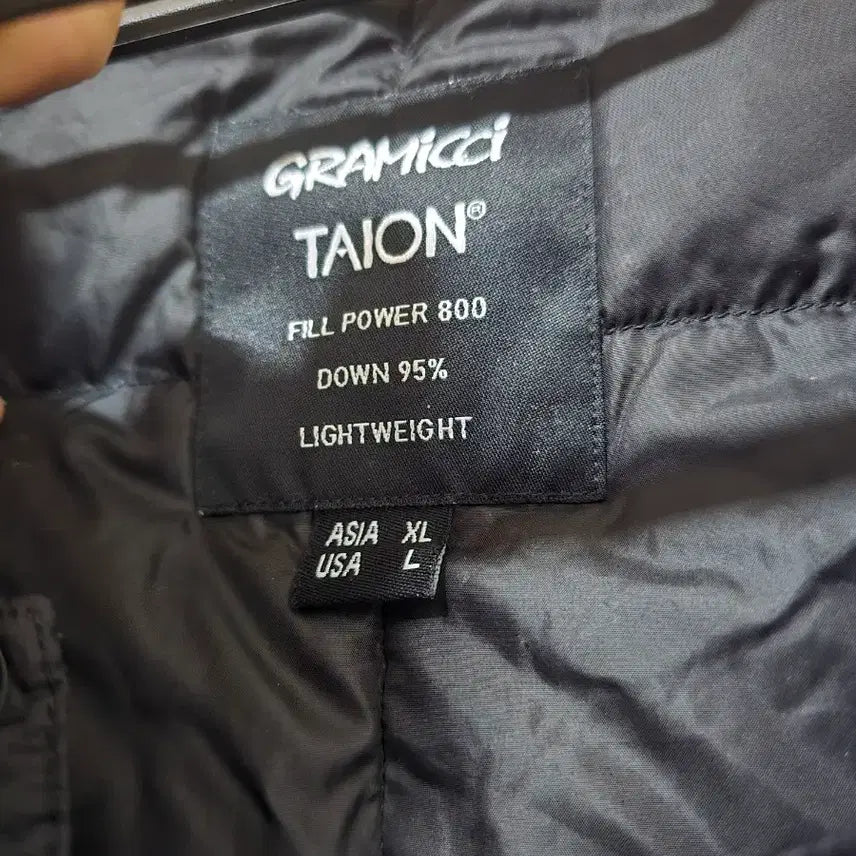 GRAMiCCi
TAION®
FILL POWER 800
DOWN 95%
LIGHTWEIGHT
ASIA XL
USA L